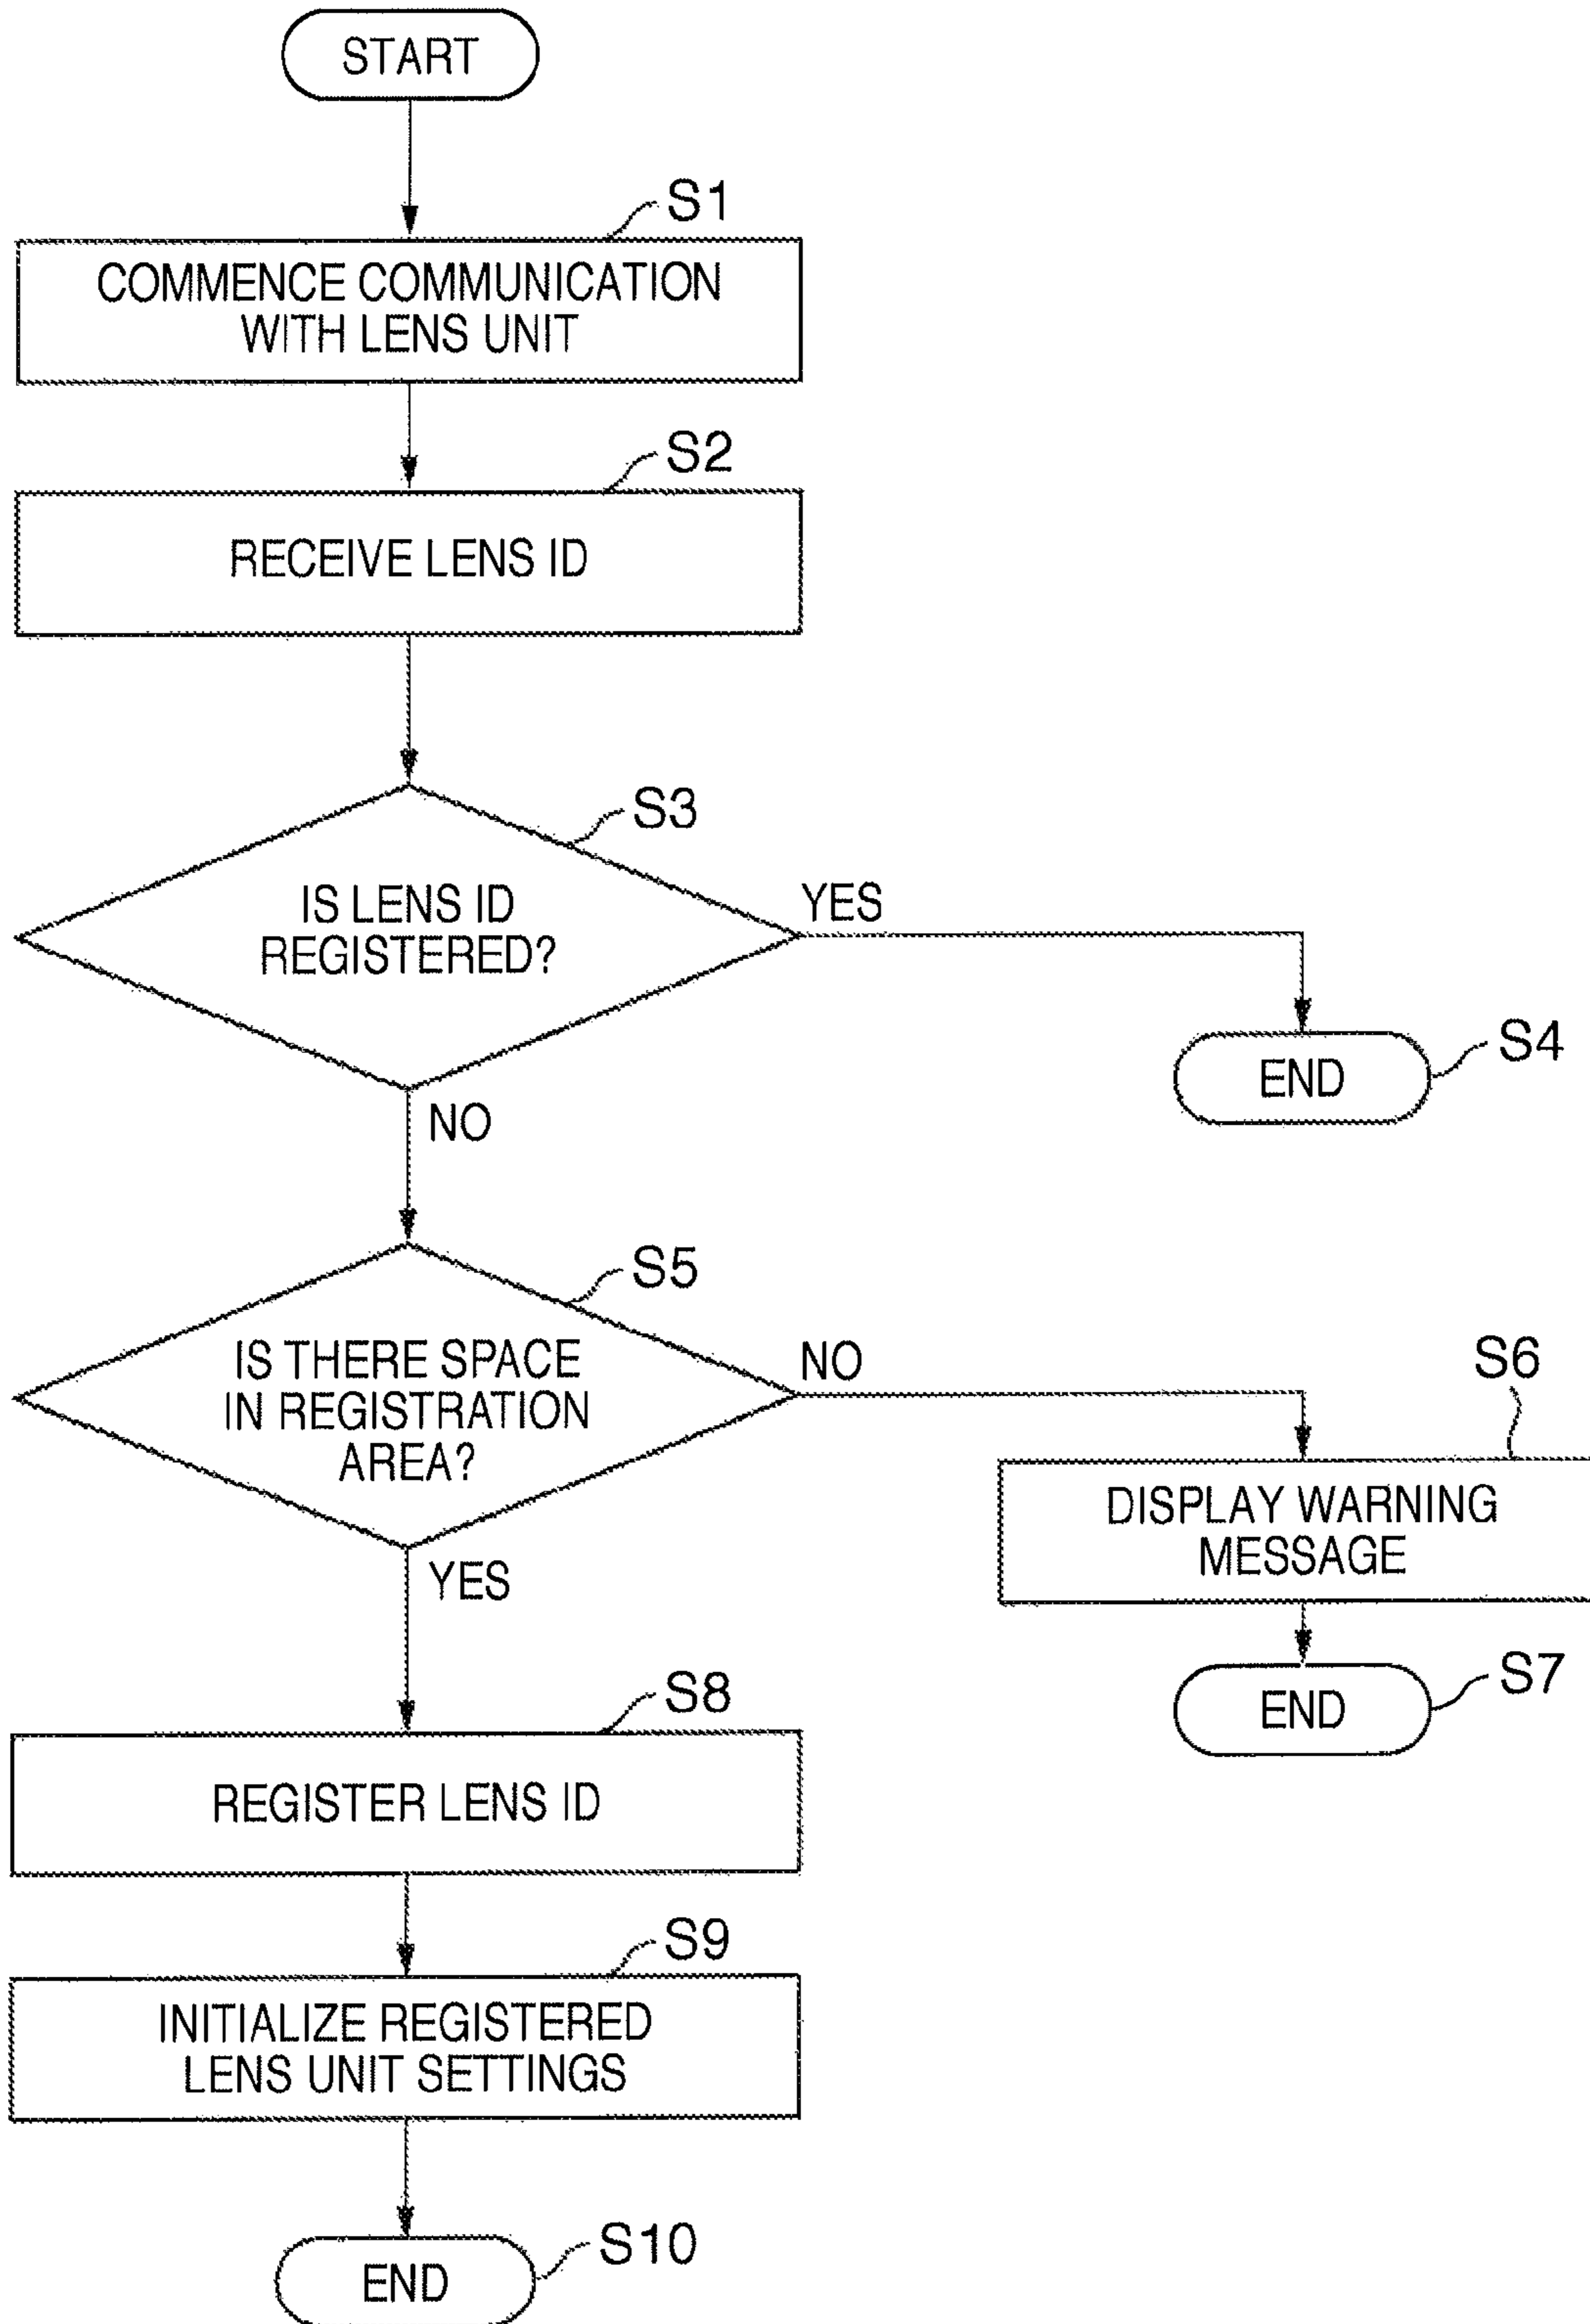 START
S1
COMMENCE COMMUNICATION
WITH LENS UNIT
S2
RECEIVE LENS ID
S3
IS LENS ID
REGISTERED?
YES
S4
END
NO
S5
IS THERE SPACE
IN REGISTRATION
AREA?
NO
S6
DISPLAY WARNING
MESSAGE
YES
S7
END
S8
REGISTER LENS ID
S9
INITIALIZE REGISTERED
LENS UNIT SETTINGS
S10
END